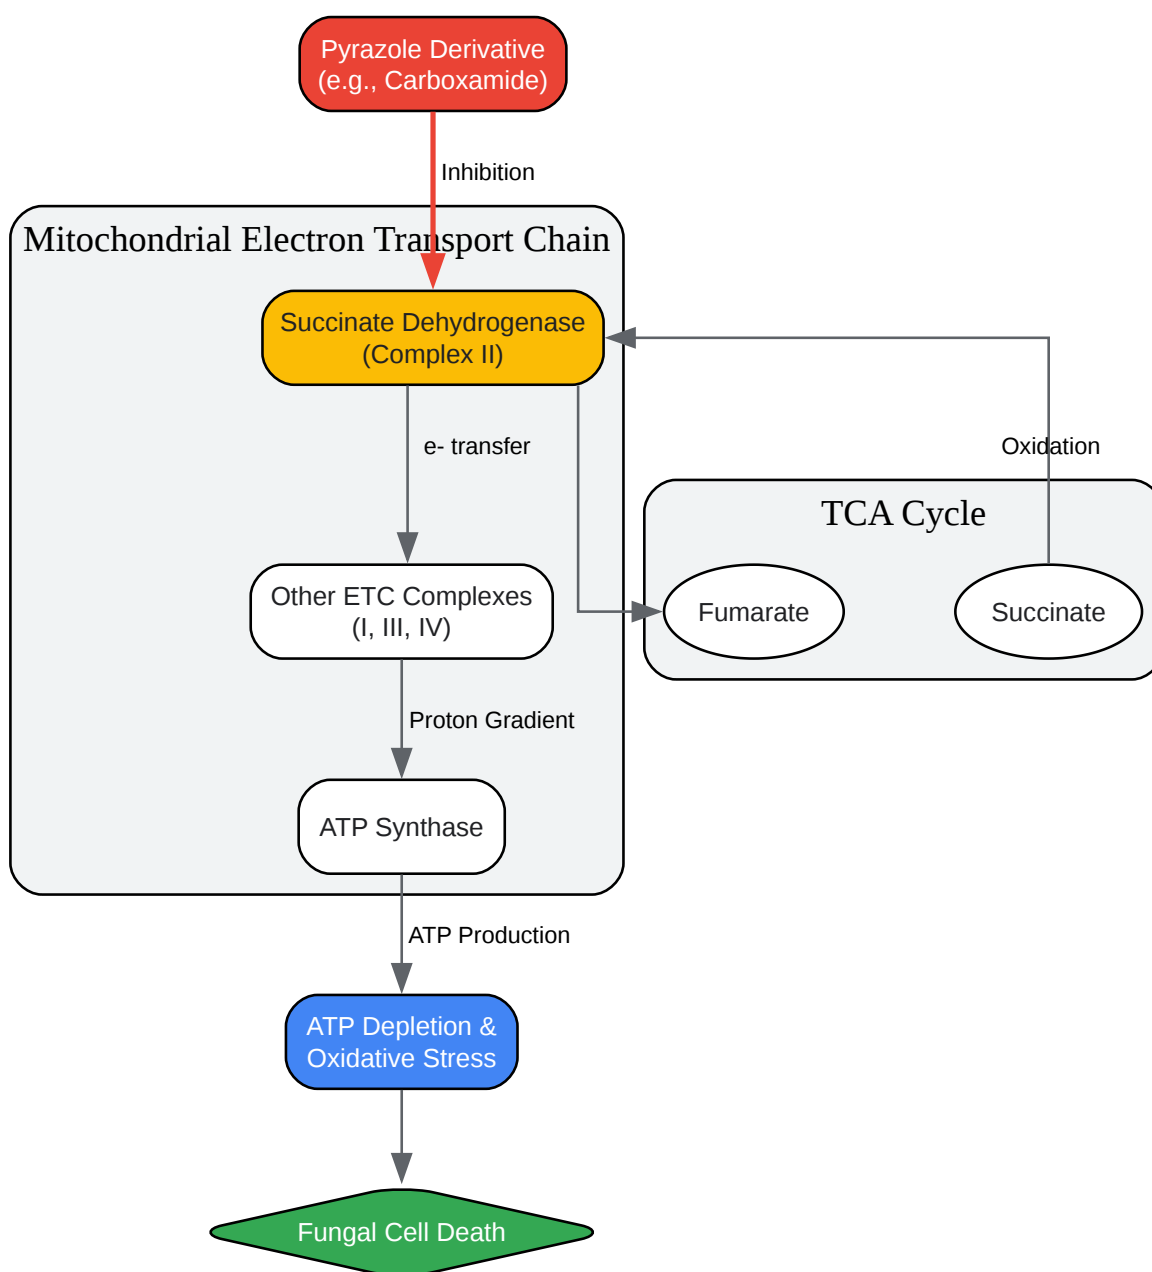 Pyrazole Derivative
(e.g., Carboxamide)
Inhibition
Mitochondrial Electron Transport Chain
Succinate Dehydrogenase
(Complex II)
e- transfer
Oxidation
TCA Cycle
Other ETC Complexes
(I, III, IV)
Fumarate
Succinate
Proton Gradient
ATP Synthase
ATP Production
ATP Depletion &
Oxidative Stress
Fungal Cell Death